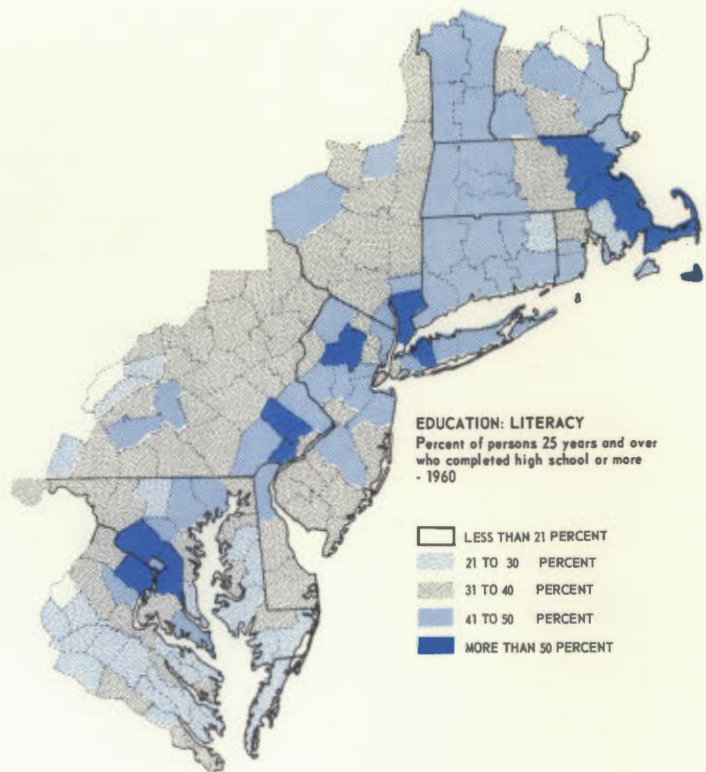 8
EDUCATION: LITERACY
Percent of persons 25 years and over
who completed high school or more
- 1960
LESS THAN 21 PERCENT
21 TO 30 PERCENT
31 TO 40 PERCENT
41 TO 50 PERCENT
MORE THAN 50 PERCENT